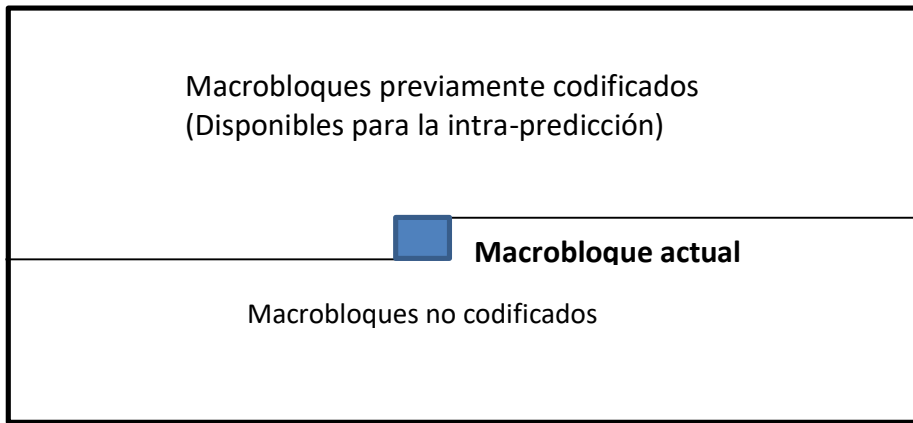 Macrobloques previamente codificados
(Disponibles para la intra-predicción)
Macrobloque actual
Macrobloques no codificados